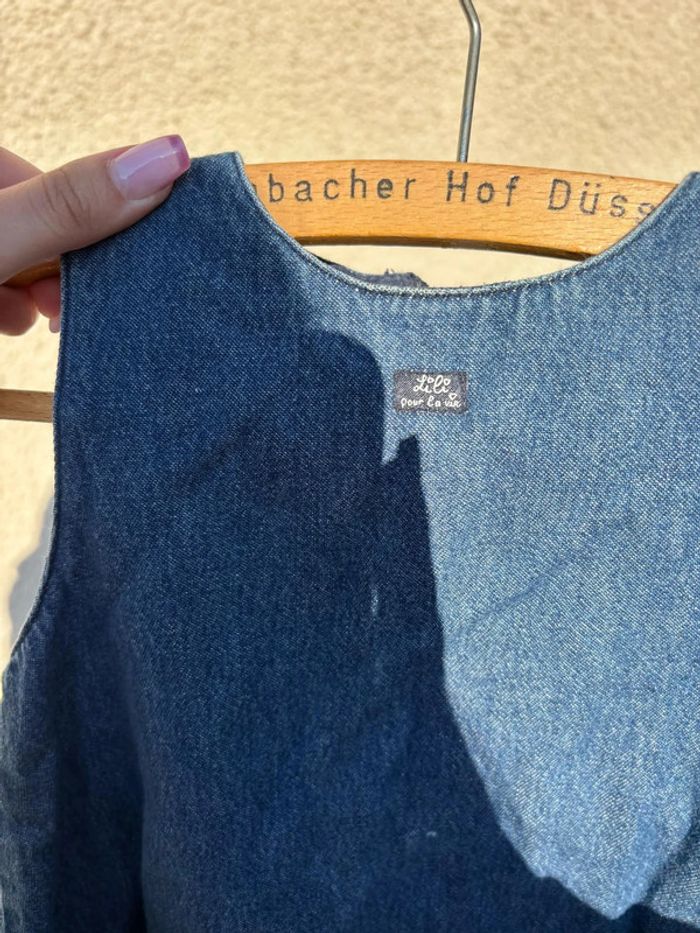 bacher Hof Düss
Lili
pour la vie